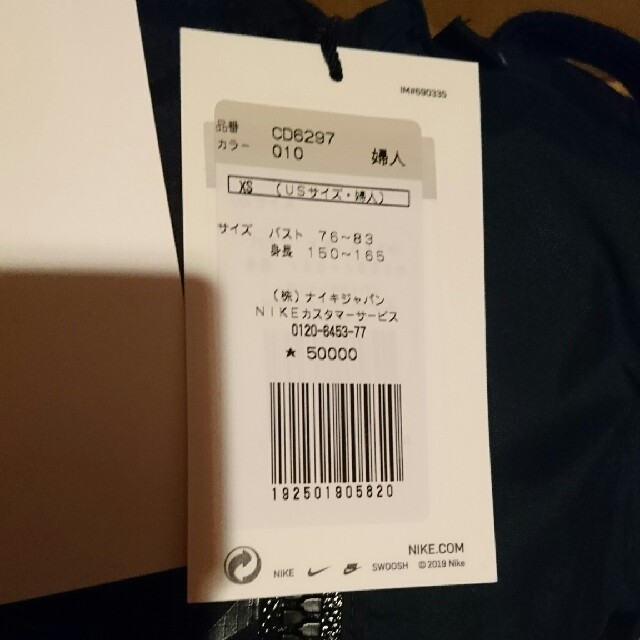 IM#690335
品番 CD6297
カラー 010 婦人
XS (USサイズ・婦人)
サイズ バスト 76~83
身長 150~165
(株)ナイキジャパン
NIKEカスタマーサービス
0120-6453-77
★ 50000
192501905820
NIKE.COM
NIKE SWOOSH © 2019 Nike